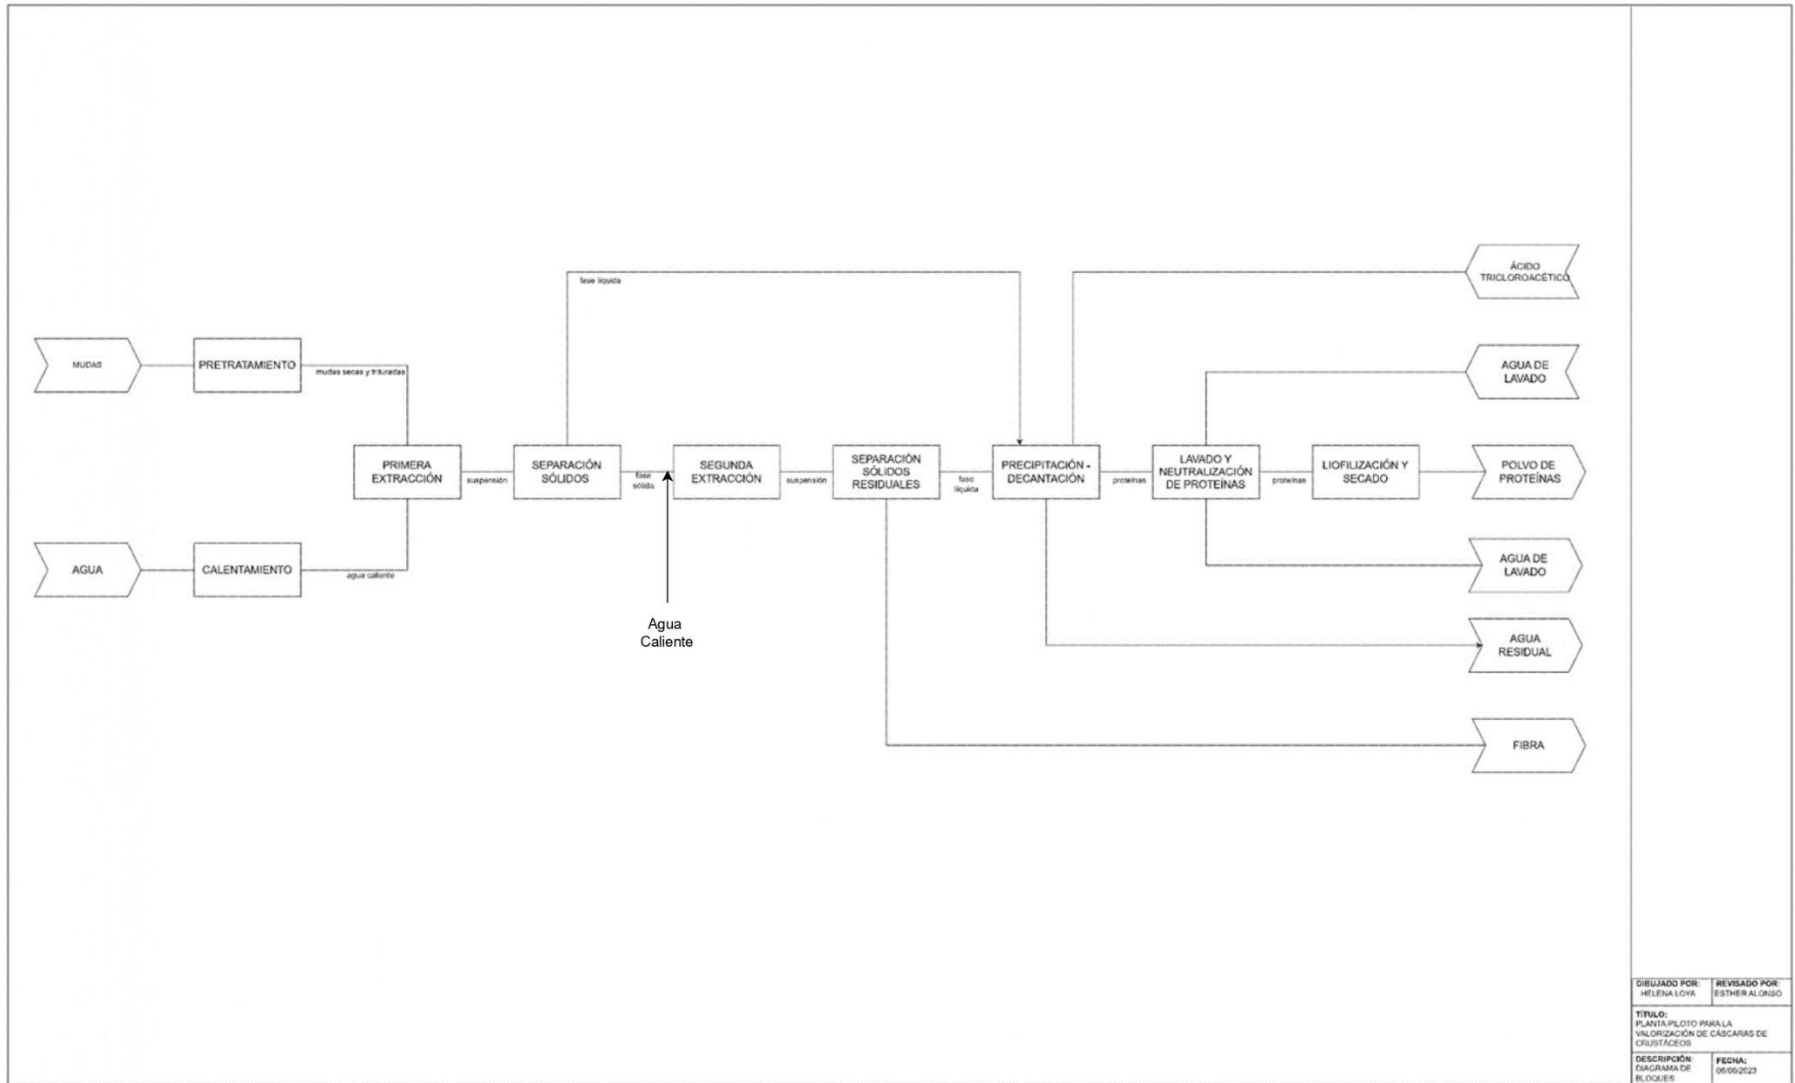 ÁCIDO
TRICLOROACÉTICO
fase líquida
MUDAS
PRETRATAMIENTO
mudas secas y trituradas
AGUA DE
LAVADO
PRIMERA
EXTRACCIÓN
suspensión
SEPARACIÓN
SÓLIDOS
fase
sólida
SEGUNDA
EXTRACCIÓN
suspensión
SEPARACIÓN
SÓLIDOS
RESIDUALES
fase
líquida
PRECIPITACIÓN -
DECANTACIÓN
proteínas
LAVADO Y
NEUTRALIZACIÓN
DE PROTEÍNAS
proteínas
LIOFILIZACIÓN Y
SECADO
POLVO DE
PROTEÍNAS
AGUA
CALENTAMIENTO
agua caliente
AGUA DE
LAVADO
Agua
Caliente
AGUA
RESIDUAL
FIBRA
DIBUJADO POR:
HELENA LOYA
REVISADO POR:
ESTHER ALONSO
TÍTULO:
PLANTA PILOTO PARA LA
VALORIZACIÓN DE CÁSCARAS DE
CRUSTÁCEOS
DESCRIPCIÓN:
DIAGRAMA DE
BLOQUES
FECHA:
06/06/2023